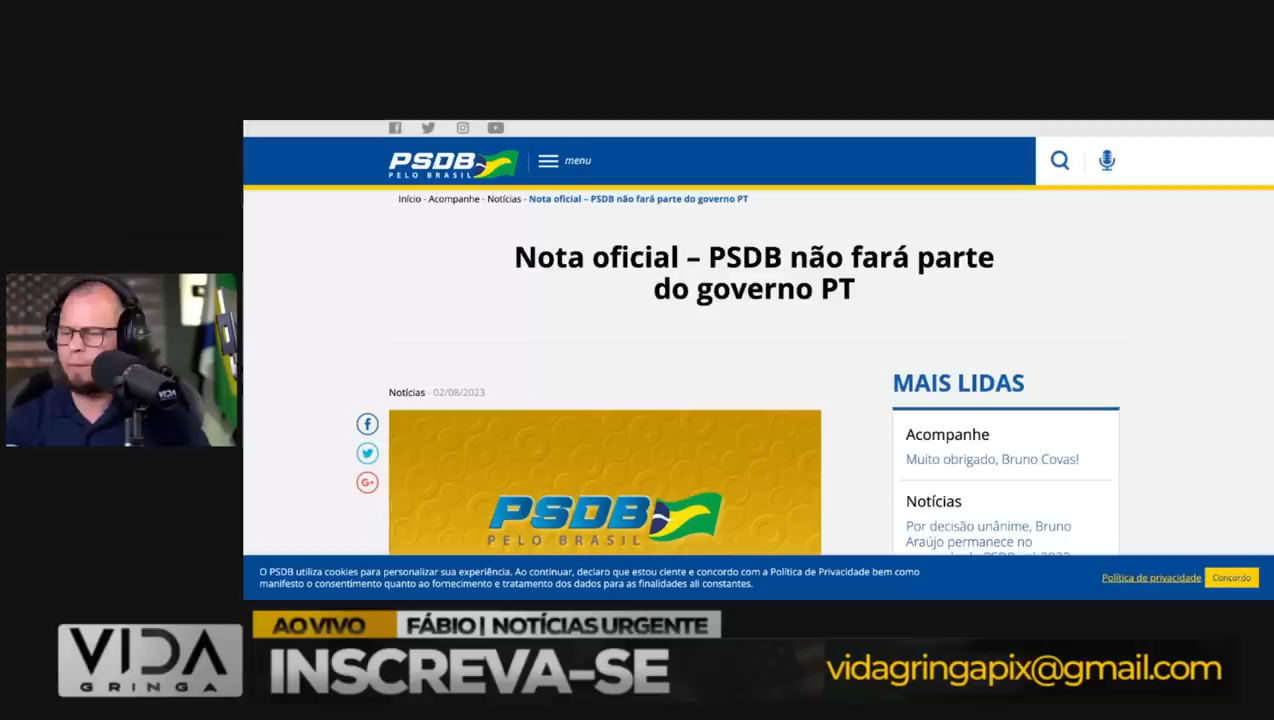 PSDB
PELO BRASIL
menu
Início - Acompanhe - Notícias - Nota oficial – PSDB não fará parte do governo PT
Nota oficial – PSDB não fará parte
do governo PT
Notícias - 02/08/2023
PSDB
PELO BRASIL
MAIS LIDAS
Acompanhe
Muito obrigado, Bruno Covas!
Notícias
Por decisão unânime, Bruno
Araújo permanece no
O PSDB utiliza cookies para personalizar sua experiência. Ao continuar, declaro que estou ciente e concordo com a Política de Privacidade bem como
manifesto o consentimento quanto ao fornecimento e tratamento dos dados para as finalidades ali constantes.
Política de privacidade
Concordo
VIDA
AO VIVO
FÁBIO | NOTÍCIAS URGENTE
VIDA
GRINGA
INSCREVA-SE
vidagringapix@gmail.com